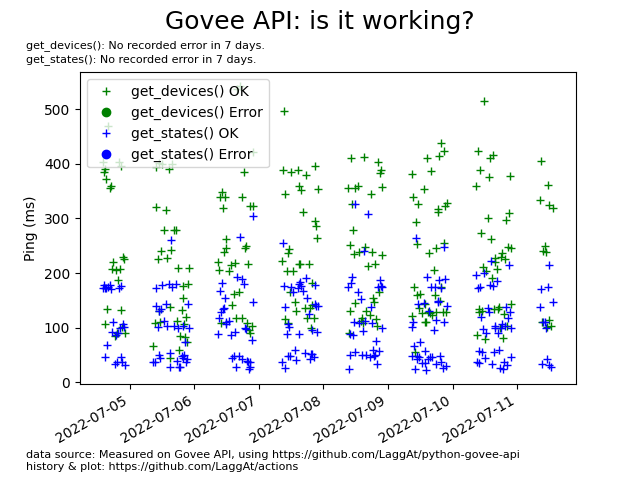 Govee API: is it working?
get_devices(): No recorded error in 7 days.
get_states(): No recorded error in 7 days.
get_devices() OK
get_devices() Error
get_states() OK
get_states() Error
Ping (ms)
500
400
300
200
100
0
2022-07-05
2022-07-06
2022-07-07
2022-07-08
2022-07-09
2022-07-10
2022-07-11
data source: Measured on Govee API, using https://github.com/LaggAt/python-govee-api
history & plot: https://github.com/LaggAt/actions